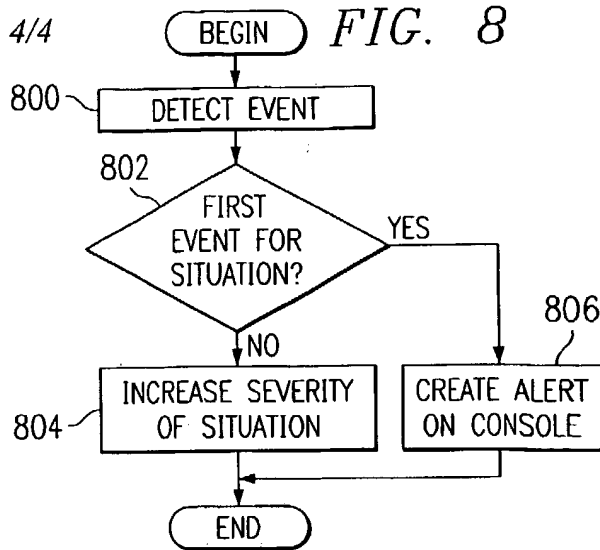 4/4
FIG. 8
BEGIN
800
DETECT EVENT
802
FIRST
EVENT FOR
SITUATION?
YES
NO
806
804
INCREASE SEVERITY
OF SITUATION
CREATE ALERT
ON CONSOLE
END